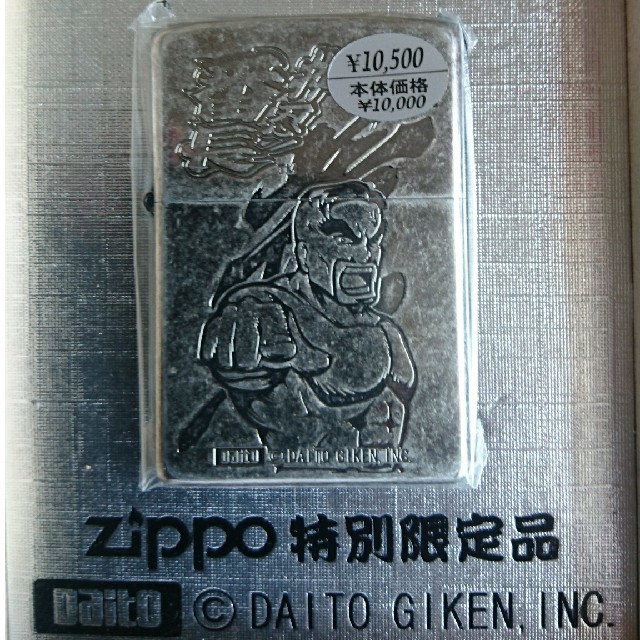 ¥10,500
本体価格
¥10,000
Daito ©DAITO GIKEN,INC.
zippo 特別限定品
Daito ©DAITO GIKEN,INC.